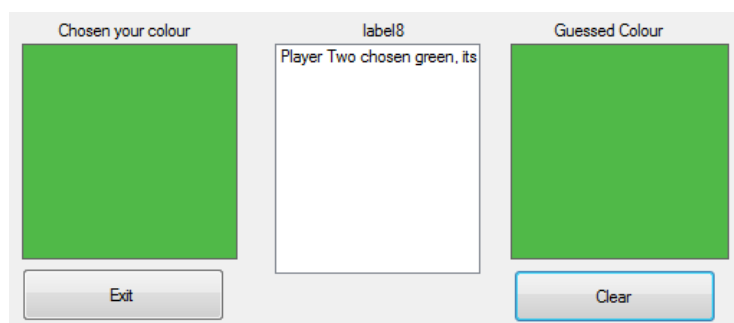 Chosen your colour
label8
Guessed Colour
Player Two chosen green, its
Exit
Clear